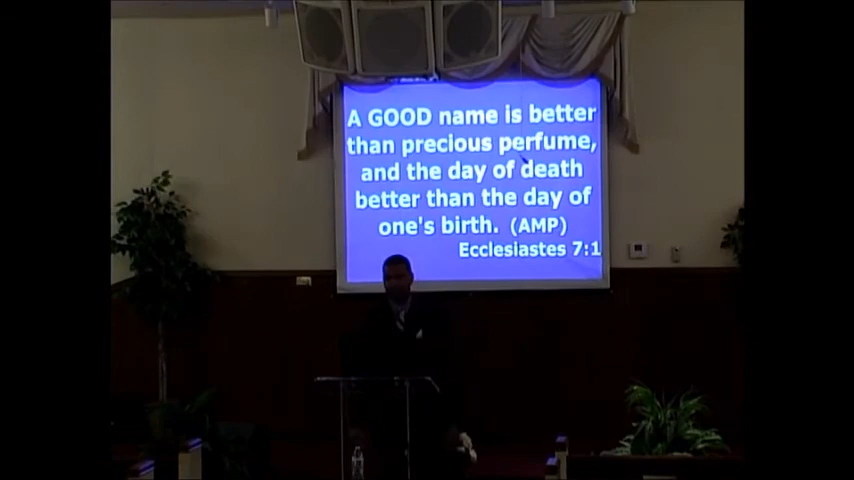 A GOOD name is better
than precious perfume,
and the day of death
better than the day of
one's birth. (AMP)
Ecclesiastes 7:1